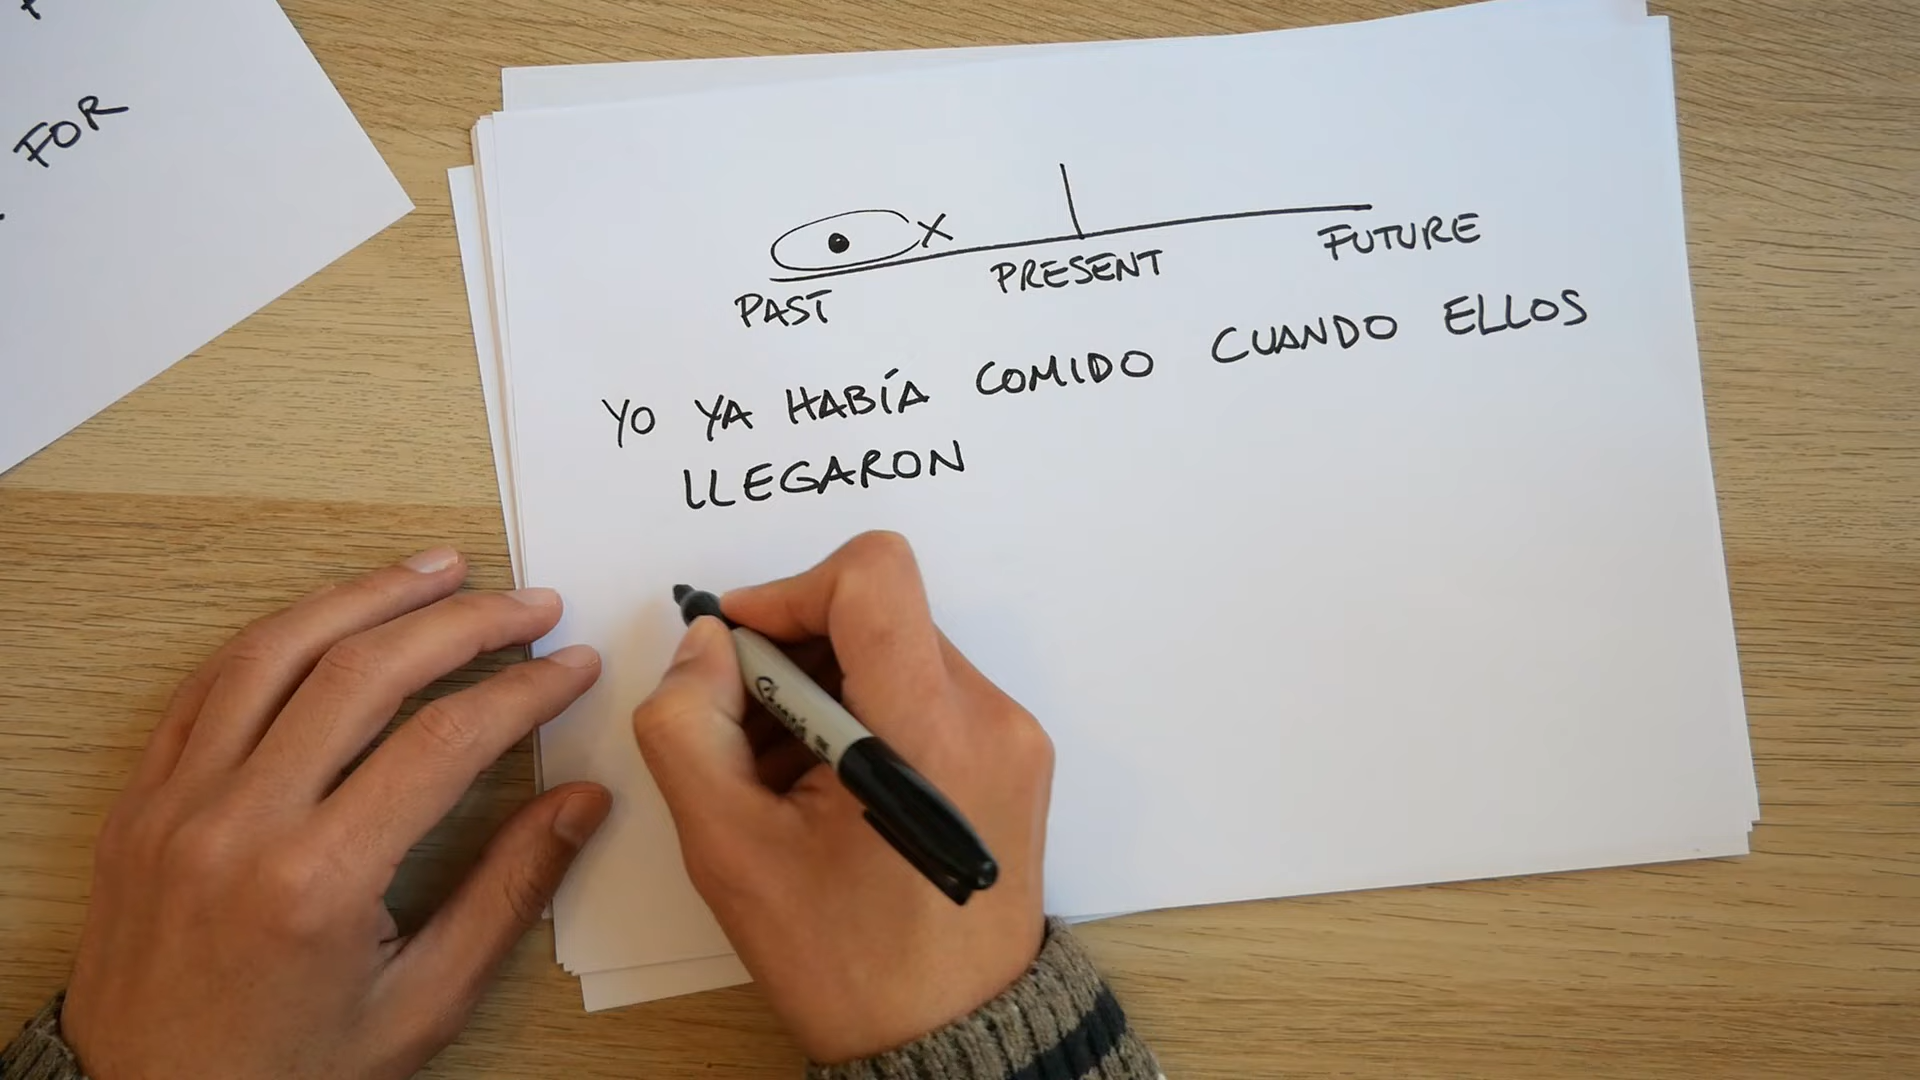 FOR
PAST
PRESENT
FUTURE
YO YA HABÍA COMIDO CUANDO ELLOS
LLEGARON